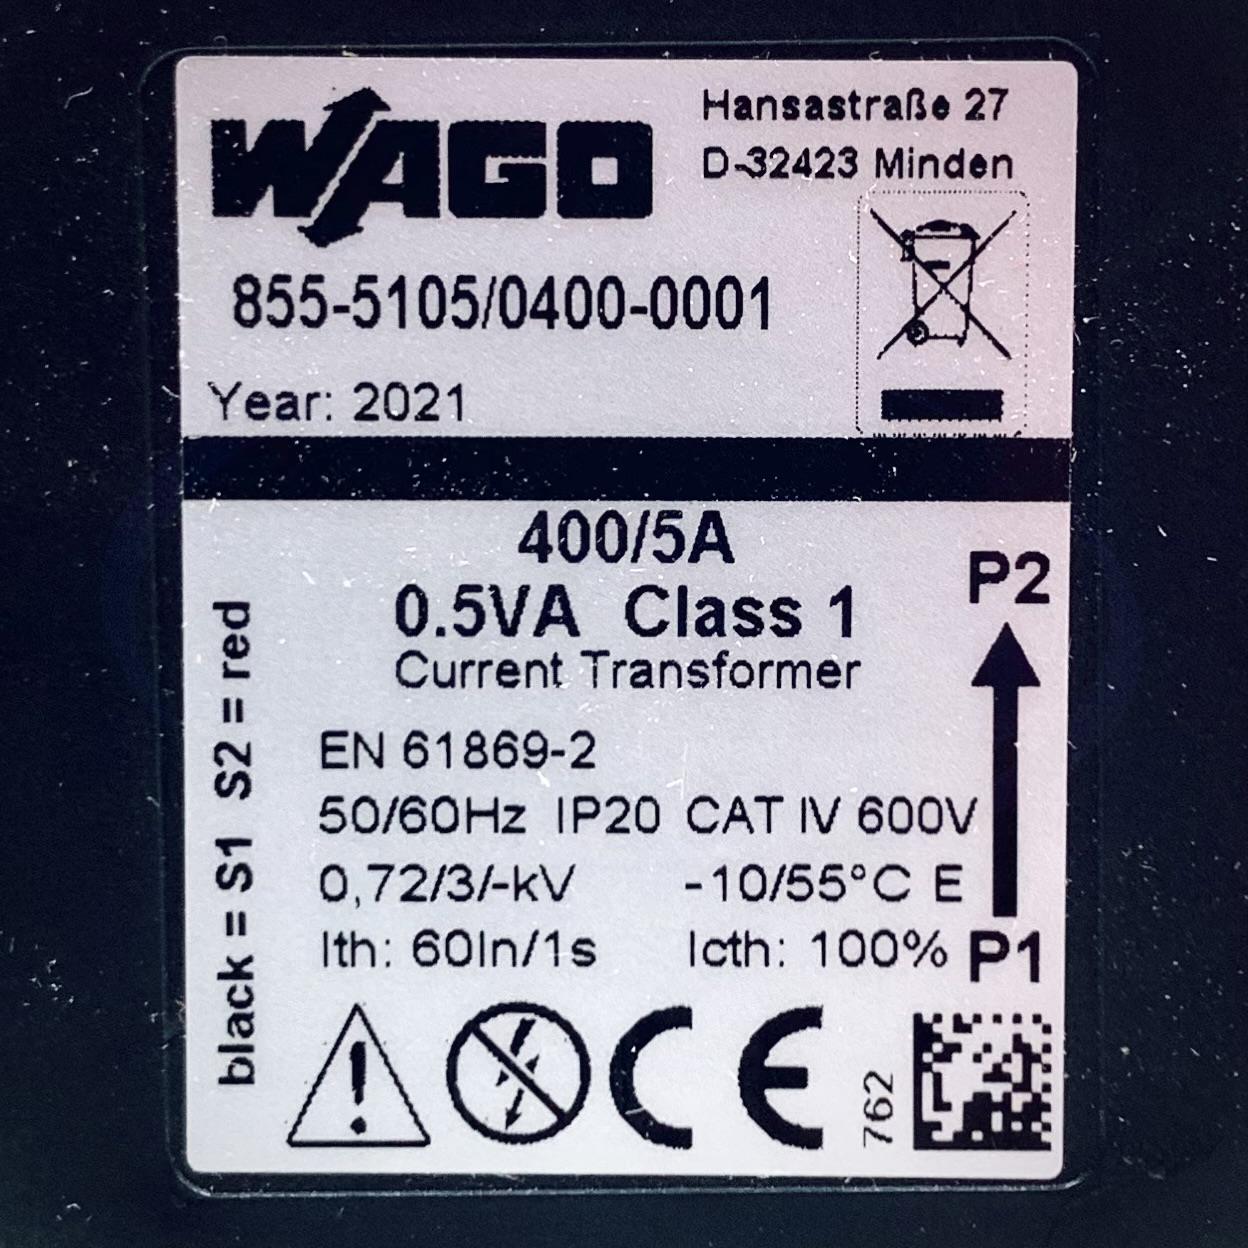 WAGO
Hansastraße 27
D-32423 Minden
855-5105/0400-0001
Year: 2021
400/5A
0.5VA Class 1
Current Transformer
EN 61869-2
50/60Hz IP20 CAT IV 600V
0,72/3/-kV -10/55°C E
Ith: 60In/1s Icth: 100%
P2
P1
black = S1 S2 = red
CE
762